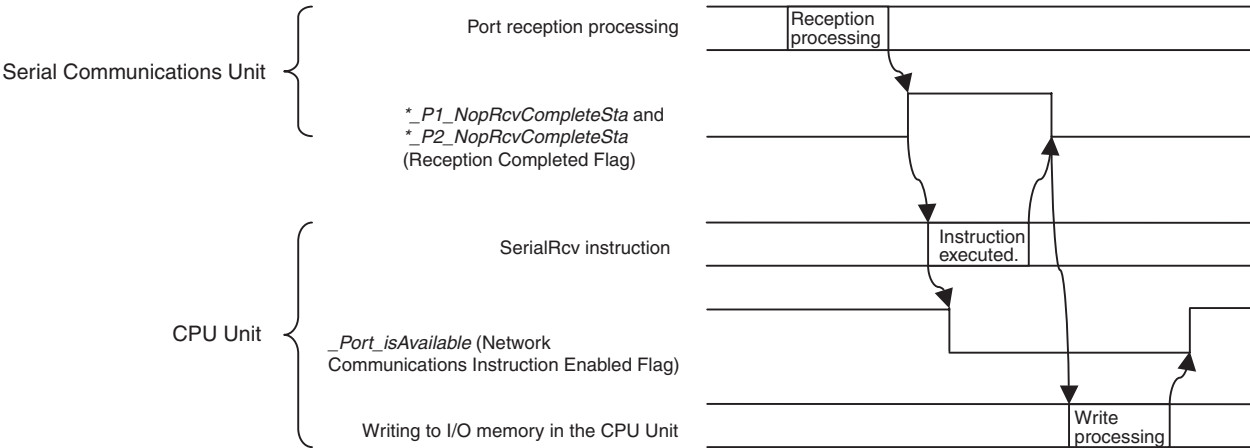 Port reception processing
Reception
processing
Serial Communications Unit
*_P1_NopRcvCompleteSta and
*_P2_NopRcvCompleteSta
(Reception Completed Flag)
SerialRcv instruction
Instruction
executed.
CPU Unit
_Port_isAvailable (Network
Communications Instruction Enabled Flag)
Writing to I/O memory in the CPU Unit
Write
processing